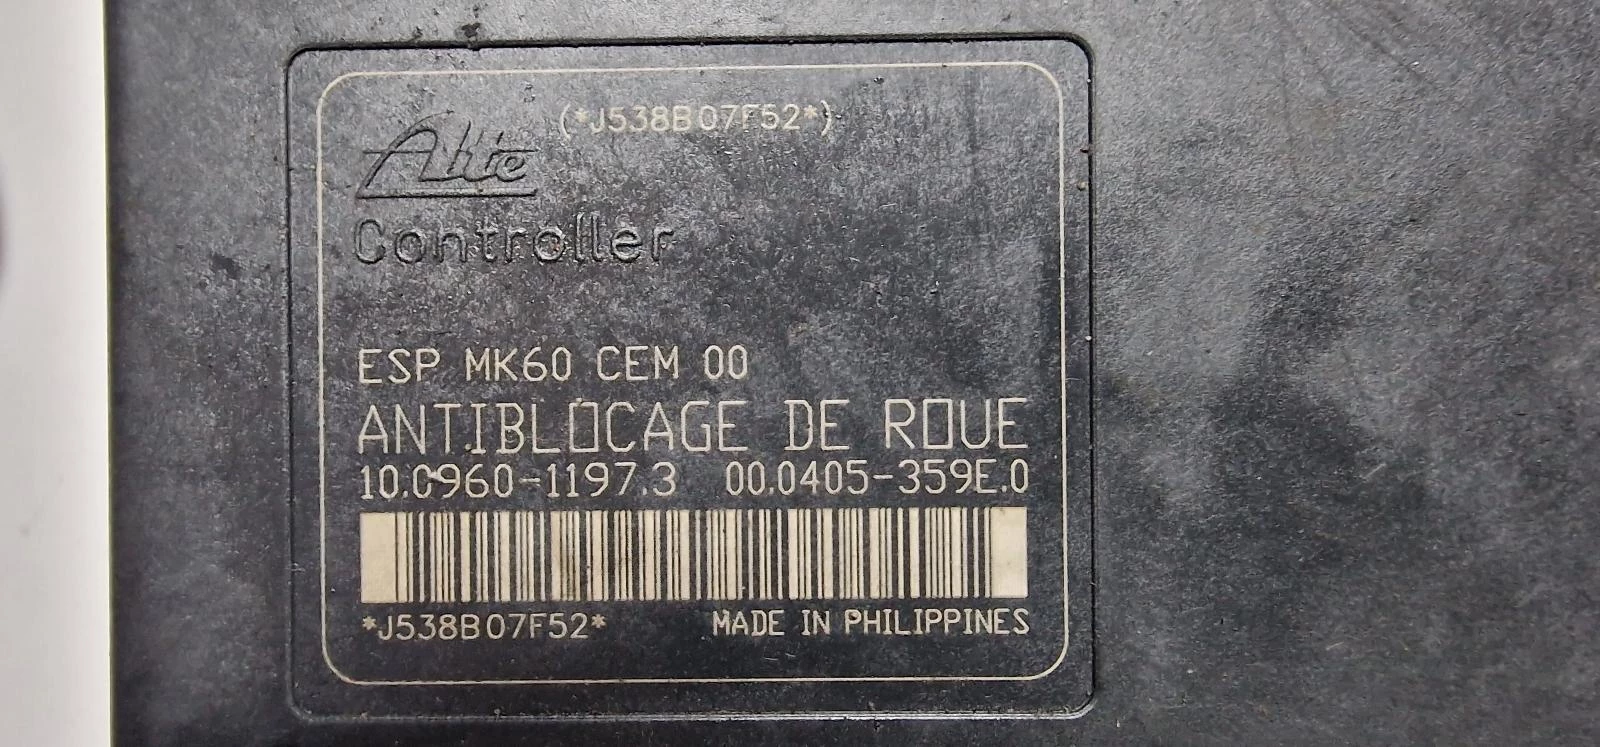 (*J538B07F52*)
Ate
Controller
ESP MK60 CEM 00
ANTIBLOCAGE DE ROUE
10.0960-1197.3 00.0405-359E.0
*J538B07F52* MADE IN PHILIPPINES